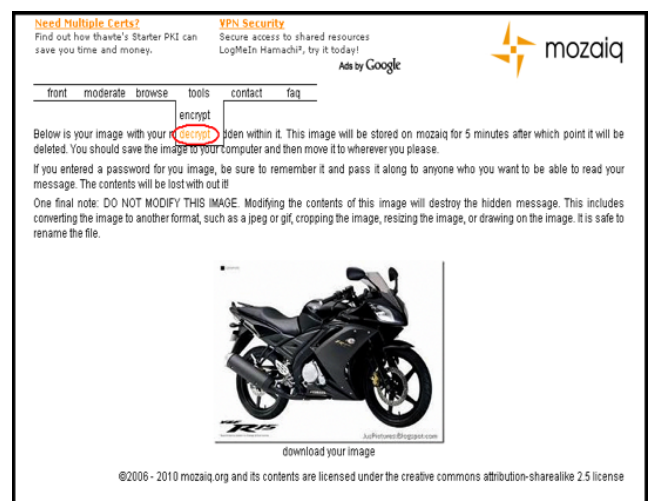 Need Multiple Certs?
Find out how thawte's Starter PKI can
save you time and money.
VPN Security
Secure access to shared resources
LogMeIn Hamachi², try it today!
Ads by Google
mozaiq
front moderate browse tools contact faq
encrypt
decrypt
Below is your image with your dden within it. This image will be stored on mozaiq for 5 minutes after which point it will be
deleted. You should save the image to your computer and then move it to wherever you please.
If you entered a password for you image, be sure to remember it and pass it along to anyone who you want to be able to read your
message. The contents will be lost with out it!
One final note: DO NOT MODIFY THIS IMAGE. Modifying the contents of this image will destroy the hidden message. This includes
converting the image to another format, such as a jpeg or gif, cropping the image, resizing the image, or drawing on the image. It is safe to
rename the file.
YZF R15
JusPictures.Blogspot.com
download your image
©2006 - 2010 mozaiq.org and its contents are licensed under the creative commons attribution-sharealike 2.5 license